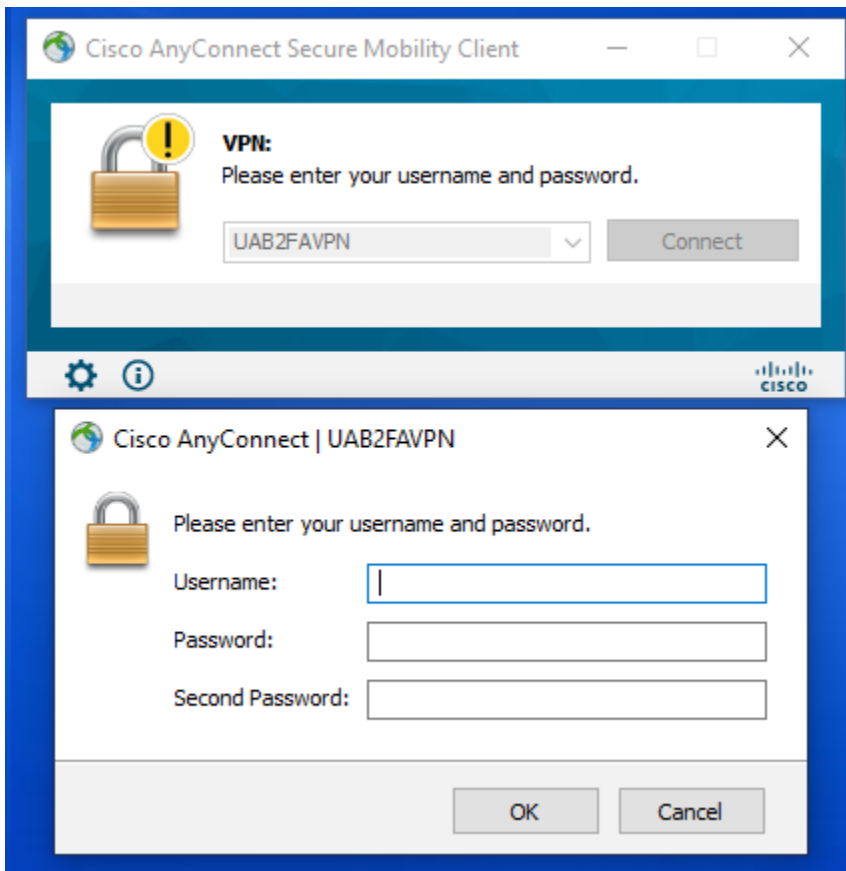 Cisco AnyConnect Secure Mobility Client
VPN:
Please enter your username and password.
UAB2FAVPN
Connect
CISCO
Cisco AnyConnect | UAB2FAVPN
Please enter your username and password.
Username:
Password:
Second Password:
OK
Cancel